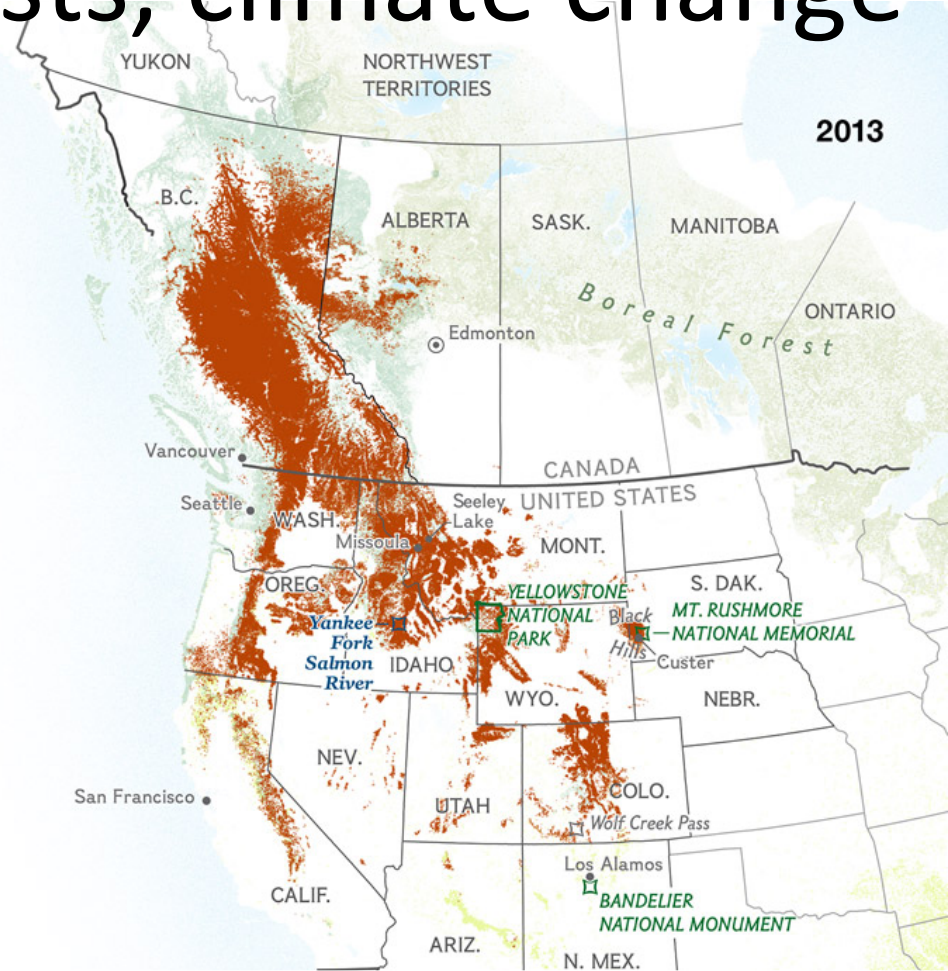 sts, climate change
YUKON
NORTHWEST
TERRITORIES
2013
B.C.
ALBERTA
SASK.
MANITOBA
ONTARIO
Boreal Forest
Edmonton
Vancouver
CANADA
UNITED STATES
Seattle
WASH.
Seeley
Lake
Missoula
MONT.
OREG.
S. DAK.
YELLOWSTONE
NATIONAL
PARK
Black
Hills
MT. RUSHMORE
NATIONAL MEMORIAL
Custer
Yankee
Fork
Salmon
River
IDAHO
WYO.
NEBR.
NEV.
San Francisco
UTAH
COLO.
Wolf Creek Pass
Los Alamos
BANDELIER
NATIONAL MONUMENT
CALIF.
ARIZ.
N. MEX.